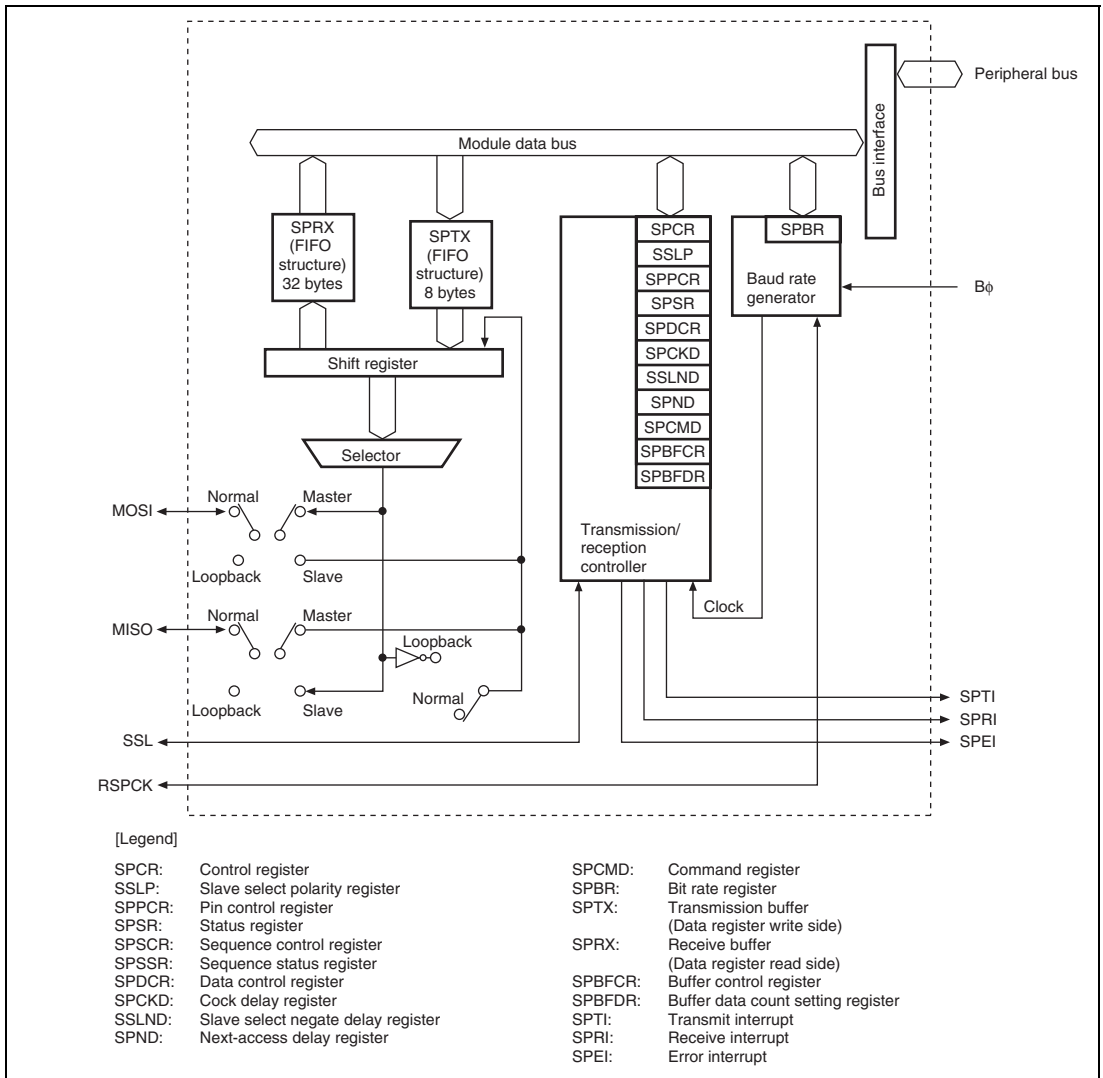 Peripheral bus
Bus interface
Module data bus
SPRX
(FIFO
structure)
32 bytes
SPTX
(FIFO
structure)
8 bytes
SPCR
SSLP
SPPCR
SPSR
SPDCR
SPCKD
SSLND
SPND
SPCMD
SPBFCR
SPBFDR
SPBR
Baud rate
generator
Bϕ
Shift register
Selector
Transmission/
reception
controller
Clock
MOSI
Normal
Master
Loopback
Slave
MISO
Normal
Master
Loopback
Loopback
Slave
Normal
SSL
RSPCK
SPTI
SPRI
SPEI
[Legend]
SPCR: Control register
SSLP: Slave select polarity register
SPPCR: Pin control register
SPSR: Status register
SPSCR: Sequence control register
SPSSR: Sequence status register
SPDCR: Data control register
SPCKD: Cock delay register
SSLND: Slave select negate delay register
SPND: Next-access delay register
SPCMD: Command register
SPBR: Bit rate register
SPTX: Transmission buffer
(Data register write side)
SPRX: Receive buffer
(Data register read side)
SPBFCR: Buffer control register
SPBFDR: Buffer data count setting register
SPTI: Transmit interrupt
SPRI: Receive interrupt
SPEI: Error interrupt